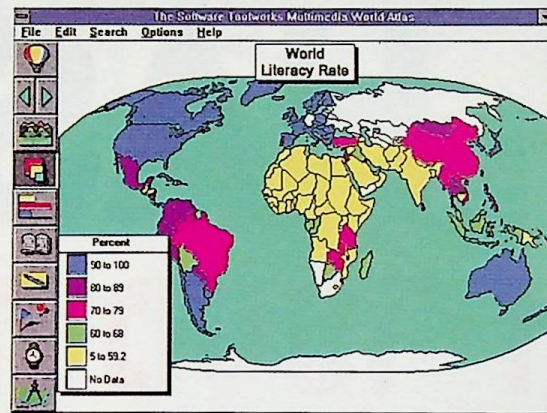 The Software Toolworks Multimedia World Atlas
File Edit Search Options Help
World
Literacy Rate
Percent
90 to 100
80 to 89
70 to 79
60 to 68
5 to 59.2
No Data